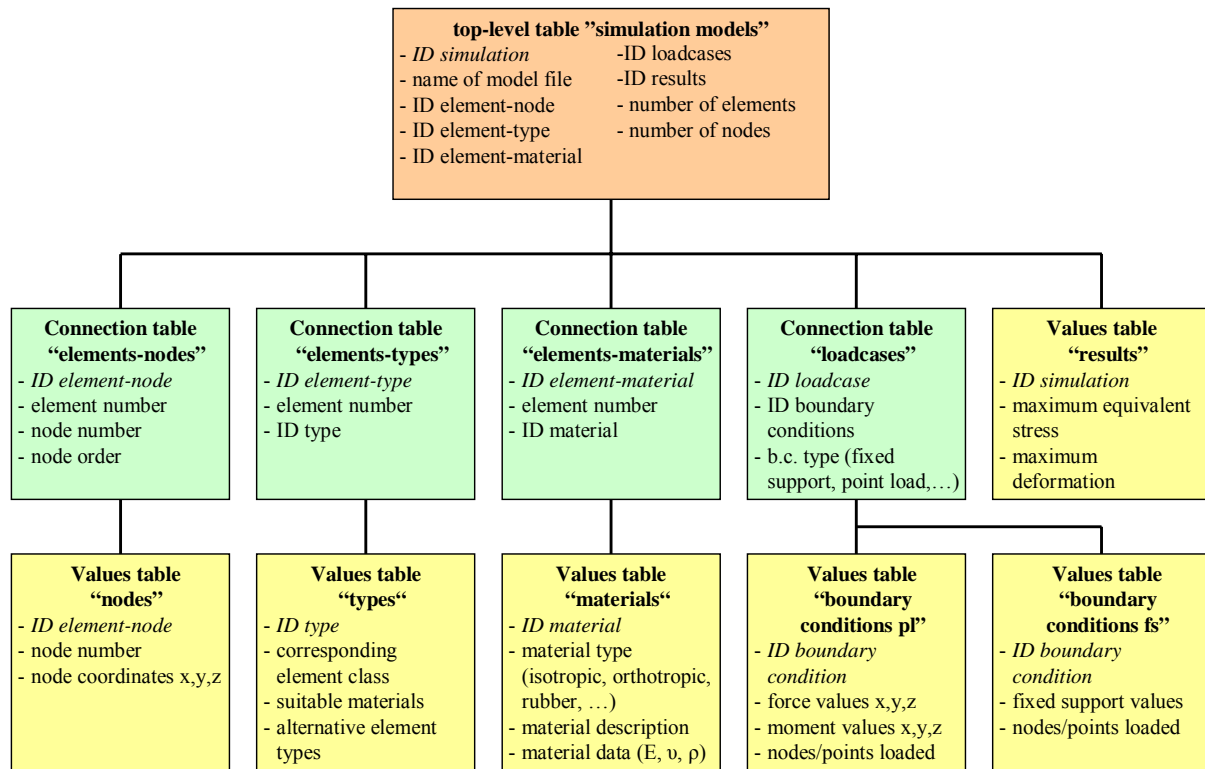 top-level table ”simulation models”
- ID simulation
- name of model file
- ID element-node
- ID element-type
- ID element-material
-ID loadcases
-ID results
- number of elements
- number of nodes
Connection table
“elements-nodes”
- ID element-node
- element number
- node number
- node order
Connection table
“elements-types”
- ID element-type
- element number
- ID type
Connection table
“elements-materials”
- ID element-material
- element number
- ID material
Connection table
“loadcases”
- ID loadcase
- ID boundary
conditions
- b.c. type (fixed
support, point load,…)
Values table
“results”
- ID simulation
- maximum equivalent
stress
- maximum
deformation
Values table
“nodes”
- ID element-node
- node number
- node coordinates x,y,z
Values table
“types“
- ID type
- corresponding
element class
- suitable materials
- alternative element
types
Values table
“materials“
- ID material
- material type
(isotropic, orthotropic,
rubber, …)
- material description
- material data (E, υ, ρ)
Values table
“boundary
conditions pl”
- ID boundary
condition
- force values x,y,z
- moment values x,y,z
- nodes/points loaded
Values table
“boundary
conditions fs”
- ID boundary
condition
- fixed support values
- nodes/points loaded